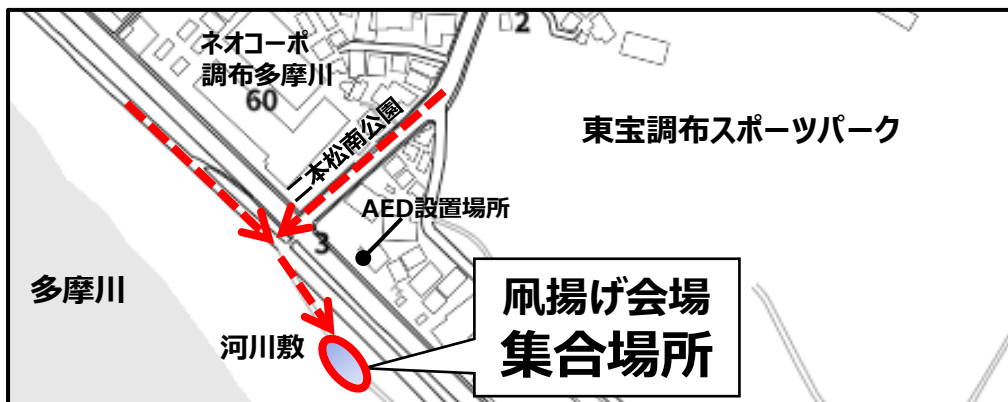 2
ネオコーポ
調布多摩川
60
東宝調布スポーツパーク
二本松南公園
AED設置場所
3
多摩川
凧揚げ会場
集合場所
河川敷